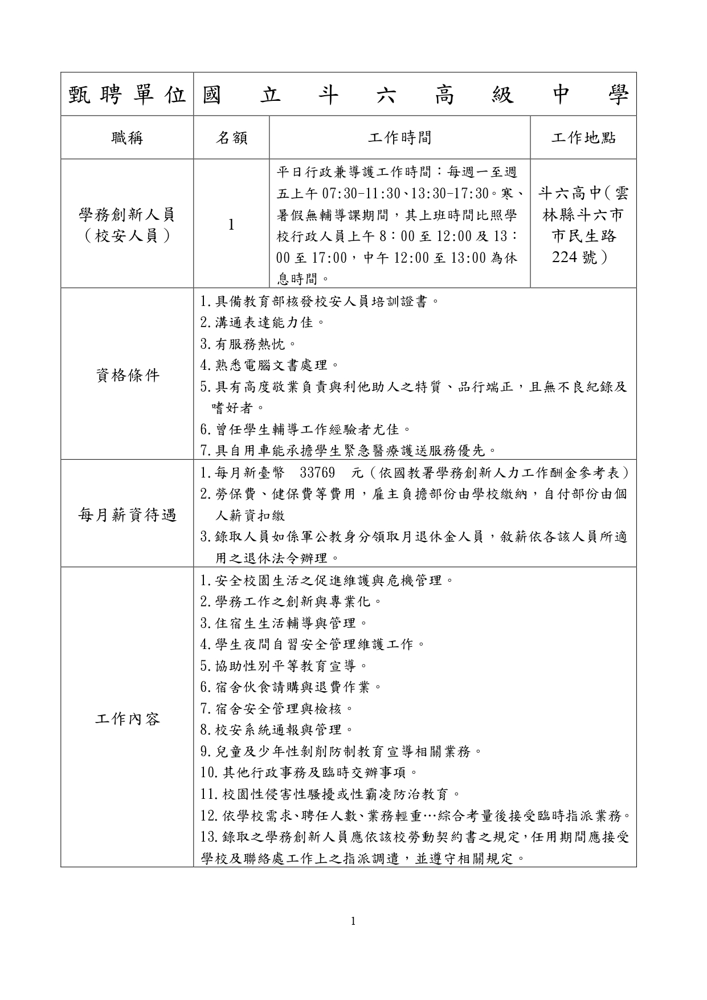 甄聘單位 國立斗六高級中學
職稱 名額 工作時間 工作地點
學務創新人員
（校安人員）
1
平日行政兼導護工作時間：每週一至週
五上午 07:30-11:30、13:30-17:30。寒、
暑假無輔導課期間，其上班時間比照學
校行政人員上午 8：00 至 12:00 及 13：
00 至 17:00，中午 12:00 至 13:00 為休
息時間。
斗六高中（雲
林縣斗六市
市民生路
224 號）
資格條件
1.具備教育部核發校安人員培訓證書。
2.溝通表達能力佳。
3.有服務熱忱。
4.熟悉電腦文書處理。
5.具有高度敬業負責與利他助人之特質、品行端正，且無不良紀錄及
嗜好者。
6.曾任學生輔導工作經驗者尤佳。
7.具自用車能承擔學生緊急醫療護送服務優先。
每月薪資待遇
1.每月新臺幣 33769 元（依國教署學務創新人力工作酬金參考表）
2.勞保費、健保費等費用，雇主負擔部份由學校繳納，自付部份由個
人薪資扣繳
3.錄取人員如係軍公教身分領取月退休金人員，敘薪依各該人員所適
用之退休法令辦理。
工作內容
1.安全校園生活之促進維護與危機管理。
2.學務工作之創新與專業化。
3.住宿生生活輔導與管理。
4.學生夜間自習安全管理維護工作。
5.協助性別平等教育宣導。
6.宿舍伙食請購與退費作業。
7.宿舍安全管理與檢核。
8.校安系統通報與管理。
9.兒童及少年性剝削防制教育宣導相關業務。
10.其他行政事務及臨時交辦事項。
11.校園性侵害性騷擾或性霸凌防治教育。
12.依學校需求、聘任人數、業務輕重…綜合考量後接受臨時指派業務。
13.錄取之學務創新人員應依該校勞動契約書之規定，任用期間應接受
學校及聯絡處工作上之指派調遣，並遵守相關規定。
1